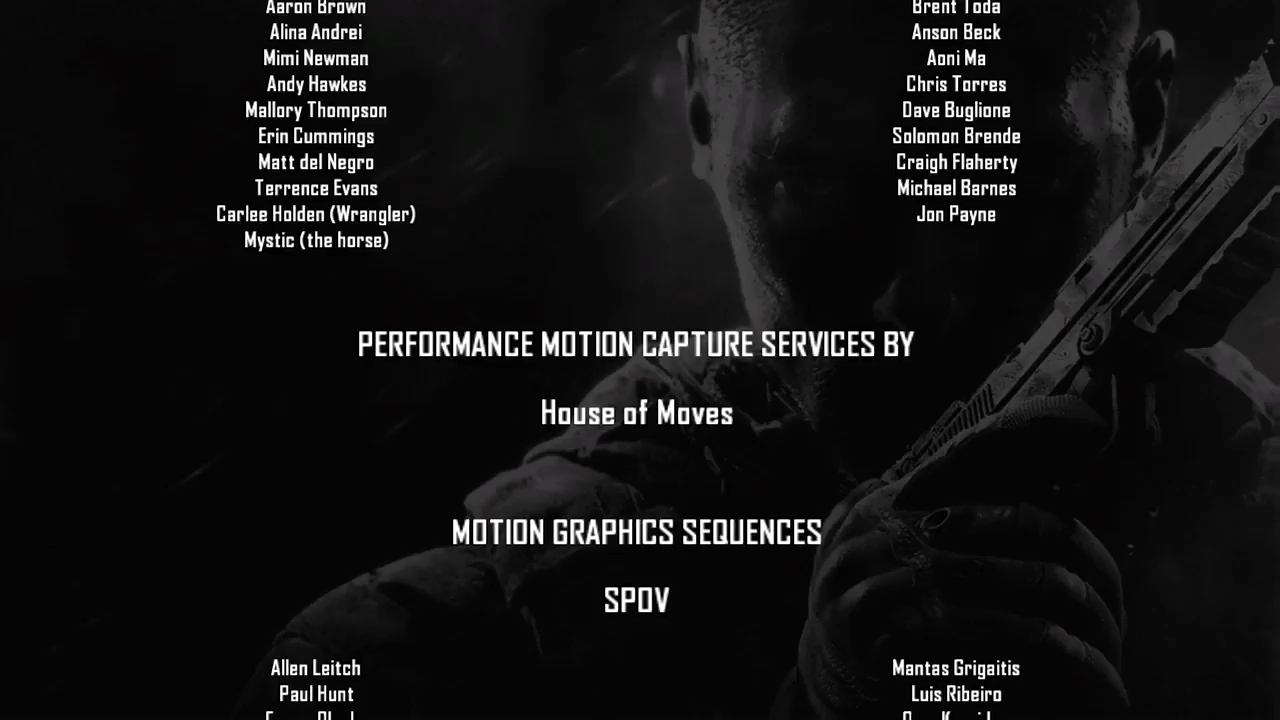 Aaron Brown
Alina Andrei
Mimi Newman
Andy Hawkes
Mallory Thompson
Erin Cummings
Matt del Negro
Terrence Evans
Carlee Holden (Wrangler)
Mystic (the horse)
Brent Toda
Anson Beck
Aoni Ma
Chris Torres
Dave Buglione
Solomon Brende
Craigh Flaherty
Michael Barnes
Jon Payne
PERFORMANCE MOTION CAPTURE SERVICES BY
House of Moves
MOTION GRAPHICS SEQUENCES
SPOV
Allen Leitch
Paul Hunt
Mantas Grigaitis
Luis Ribeiro